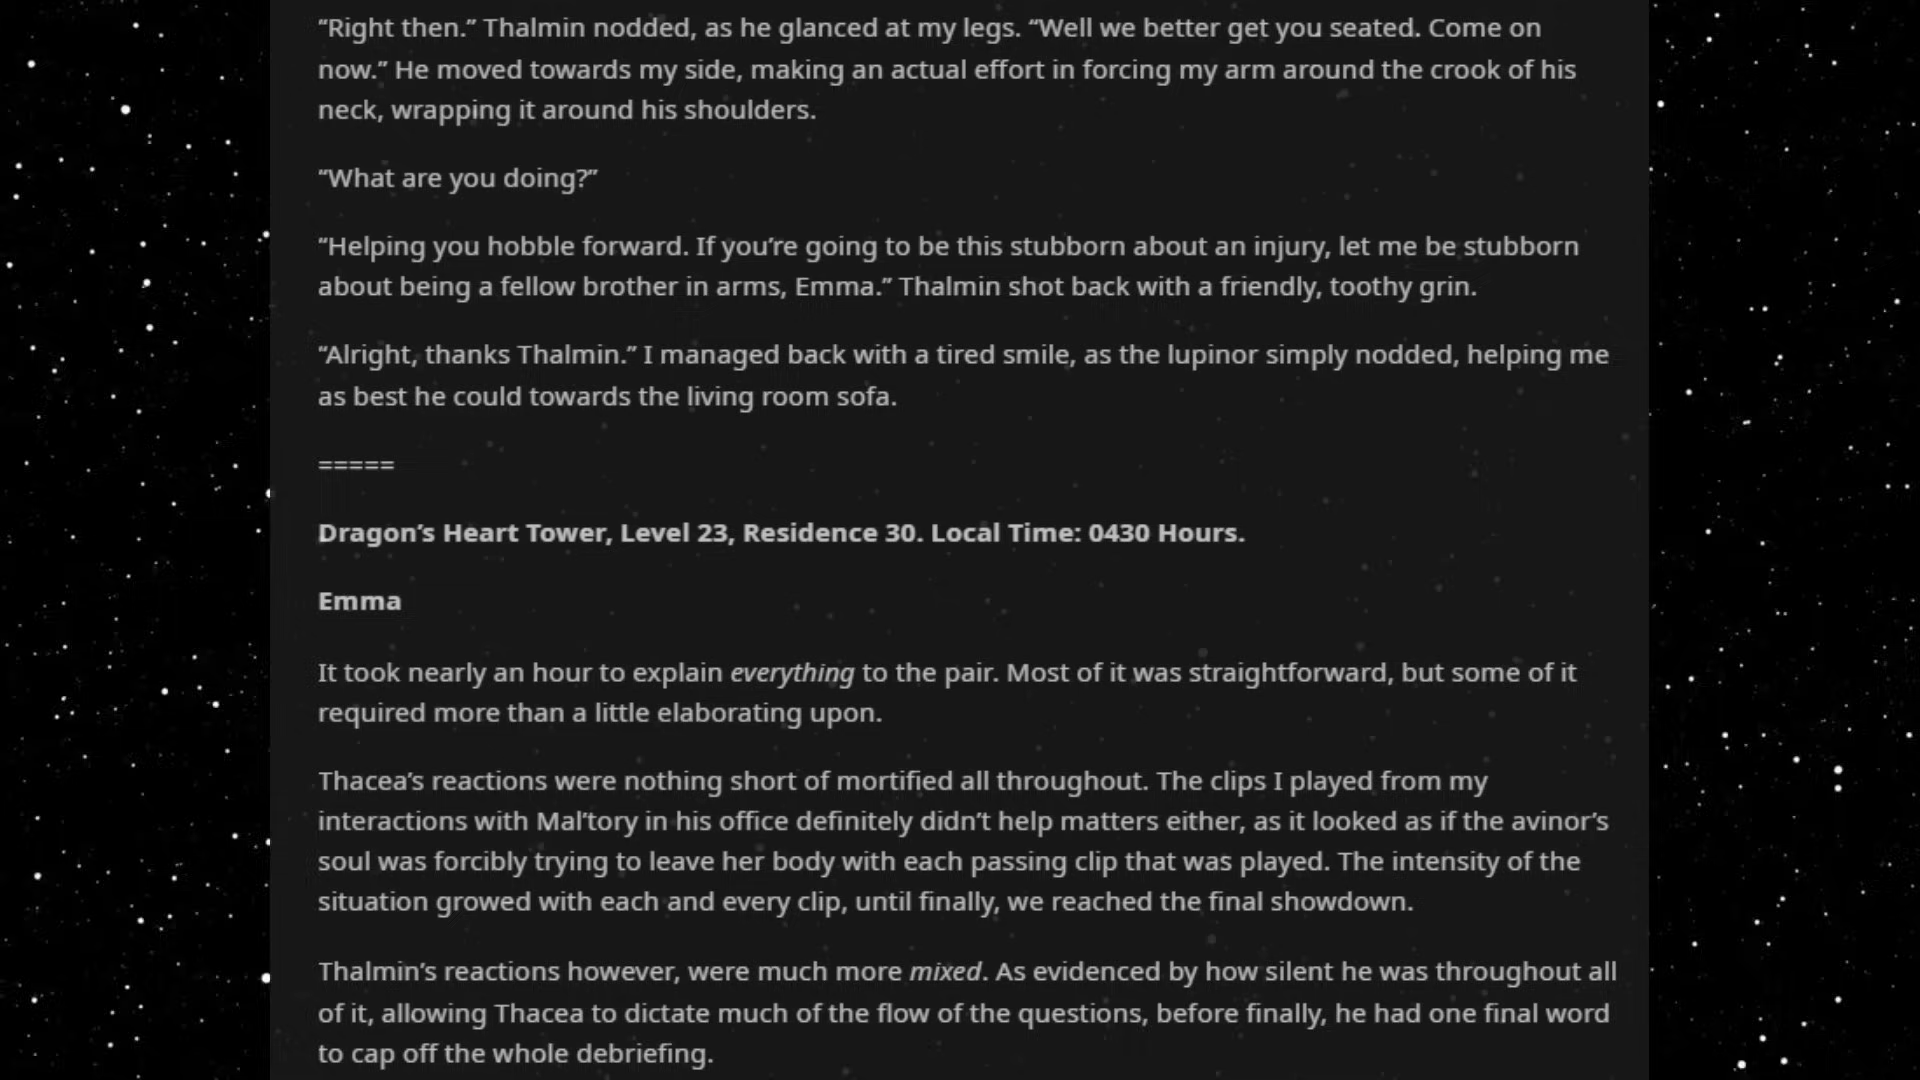 “Right then.” Thalmin nodded, as he glanced at my legs. “Well we better get you seated. Come on
now.” He moved towards my side, making an actual effort in forcing my arm around the crook of his
neck, wrapping it around his shoulders.
“What are you doing?”
“Helping you hobble forward. If you’re going to be this stubborn about an injury, let me be stubborn
about being a fellow brother in arms, Emma.” Thalmin shot back with a friendly, toothy grin.
“Alright, thanks Thalmin.” I managed back with a tired smile, as the lupinor simply nodded, helping me
as best he could towards the living room sofa.
=====
Dragon’s Heart Tower, Level 23, Residence 30. Local Time: 0430 Hours.
Emma
It took nearly an hour to explain everything to the pair. Most of it was straightforward, but some of it
required more than a little elaborating upon.
Thacea’s reactions were nothing short of mortified all throughout. The clips I played from my
interactions with Mal’tory in his office definitely didn’t help matters either, as it looked as if the avinor’s
soul was forcibly trying to leave her body with each passing clip that was played. The intensity of the
situation growed with each and every clip, until finally, we reached the final showdown.
Thalmin’s reactions however, were much more mixed. As evidenced by how silent he was throughout all
of it, allowing Thacea to dictate much of the flow of the questions, before finally, he had one final word
to cap off the whole debriefing.